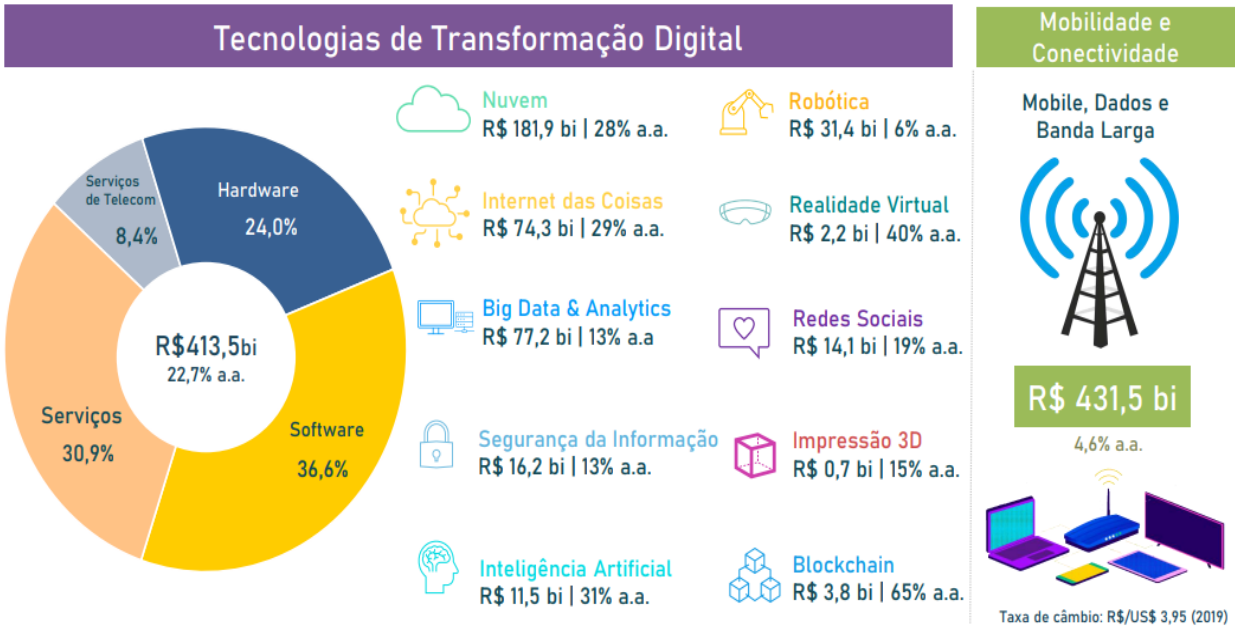 Tecnologias de Transformação Digital
Serviços
de Telecom
8,4%
Hardware
24,0%
R$413,5bi
22,7% a.a.
Serviços
30,9%
Software
36,6%
Nuvem
R$ 181,9 bi | 28% a.a.
Internet das Coisas
R$ 74,3 bi | 29% a.a.
Big Data & Analytics
R$ 77,2 bi | 13% a.a
Segurança da Informação
R$ 16,2 bi | 13% a.a.
Inteligência Artificial
R$ 11,5 bi | 31% a.a.
Robótica
R$ 31,4 bi | 6% a.a.
Realidade Virtual
R$ 2,2 bi | 40% a.a.
Redes Sociais
R$ 14,1 bi | 19% a.a.
Impressão 3D
R$ 0,7 bi | 15% a.a.
Blockchain
R$ 3,8 bi | 65% a.a.
Mobilidade e
Conectividade
Mobile, Dados e
Banda Larga
R$ 431,5 bi
4,6% a.a.
Taxa de câmbio: R$/US$ 3,95 (2019)